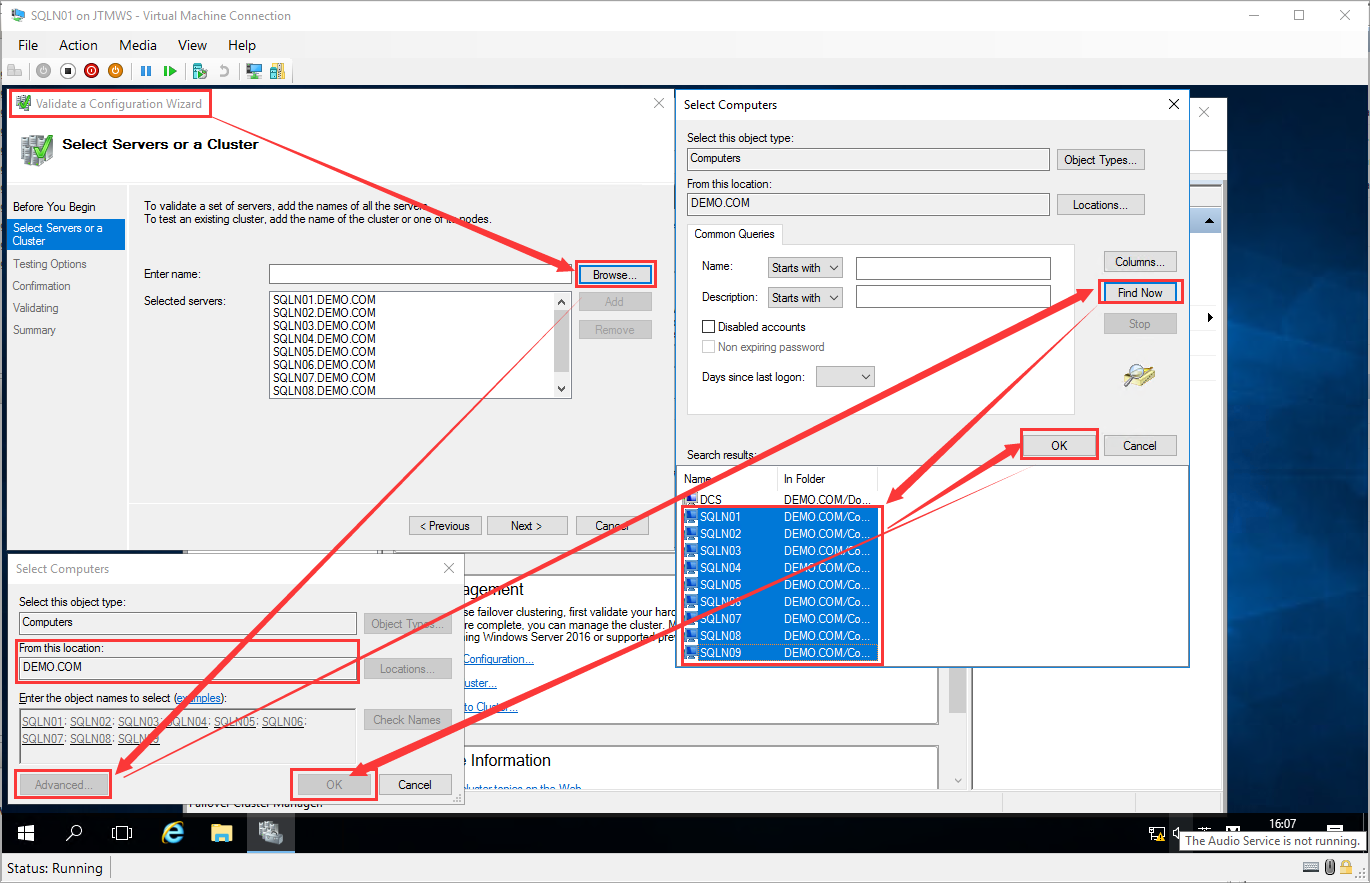 SQLN01 on JTMWS - Virtual Machine Connection
File Action Media View Help
Validate a Configuration Wizard
Select Servers or a Cluster
Before You Begin
Select Servers or a
Cluster
Testing Options
Confirmation
Validating
Summary
To validate a set of servers, add the names of all the servers.
To test an existing cluster, add the name of the cluster or one of its nodes.
Enter name:
Browse...
Selected servers:
Add
Remove
SQLN01.DEMO.COM
SQLN02.DEMO.COM
SQLN03.DEMO.COM
SQLN04.DEMO.COM
SQLN05.DEMO.COM
SQLN06.DEMO.COM
SQLN07.DEMO.COM
SQLN08.DEMO.COM
< Previous
Next >
Cancel
Select Computers
Select this object type:
Computers
Object Types...
From this location:
DEMO.COM
Locations...
Common Queries
Name:
Starts with
Description:
Starts with
Disabled accounts
Non expiring password
Days since last logon:
Columns...
Find Now
Stop
OK
Cancel
Search results:
Name In Folder
DCS DEMO.COM/Do...
SQLN01 DEMO.COM/Co...
SQLN02 DEMO.COM/Co...
SQLN03 DEMO.COM/Co...
SQLN04 DEMO.COM/Co...
SQLN05 DEMO.COM/Co...
SQLN06 DEMO.COM/Co...
SQLN07 DEMO.COM/Co...
SQLN08 DEMO.COM/Co...
SQLN09 DEMO.COM/Co...
Select Computers
Select this object type:
Computers
Object Types...
From this location:
DEMO.COM
Locations...
Enter the object names to select (examples):
SQLN01; SQLN02; SQLN03; SQLN04; SQLN05; SQLN06;
SQLN07; SQLN08; SQLN09
Check Names
Advanced...
OK
Cancel
agement
se failover clustering, first validate your hard
re complete, you can manage the cluster. M
ing Windows Server 2016 or supported prev
Configuration...
uster...
to Cluster...
e Information
cluster topics on the Web
Failover Cluster Manager
16:07
The Audio Service is not running.
Status: Running